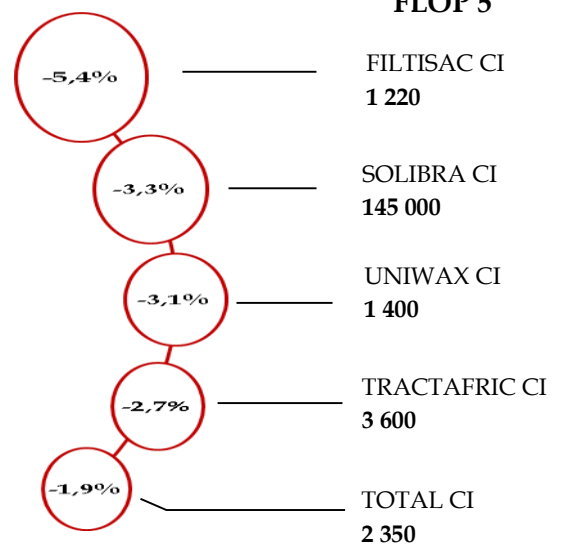 FLOP 5
-5,4%
FILTISAC CI
1 220
-3,3%
SOLIBRA CI
145 000
-3,1%
UNIWAX CI
1 400
-2,7%
TRACTAFRIC CI
3 600
-1,9%
TOTAL CI
2 350